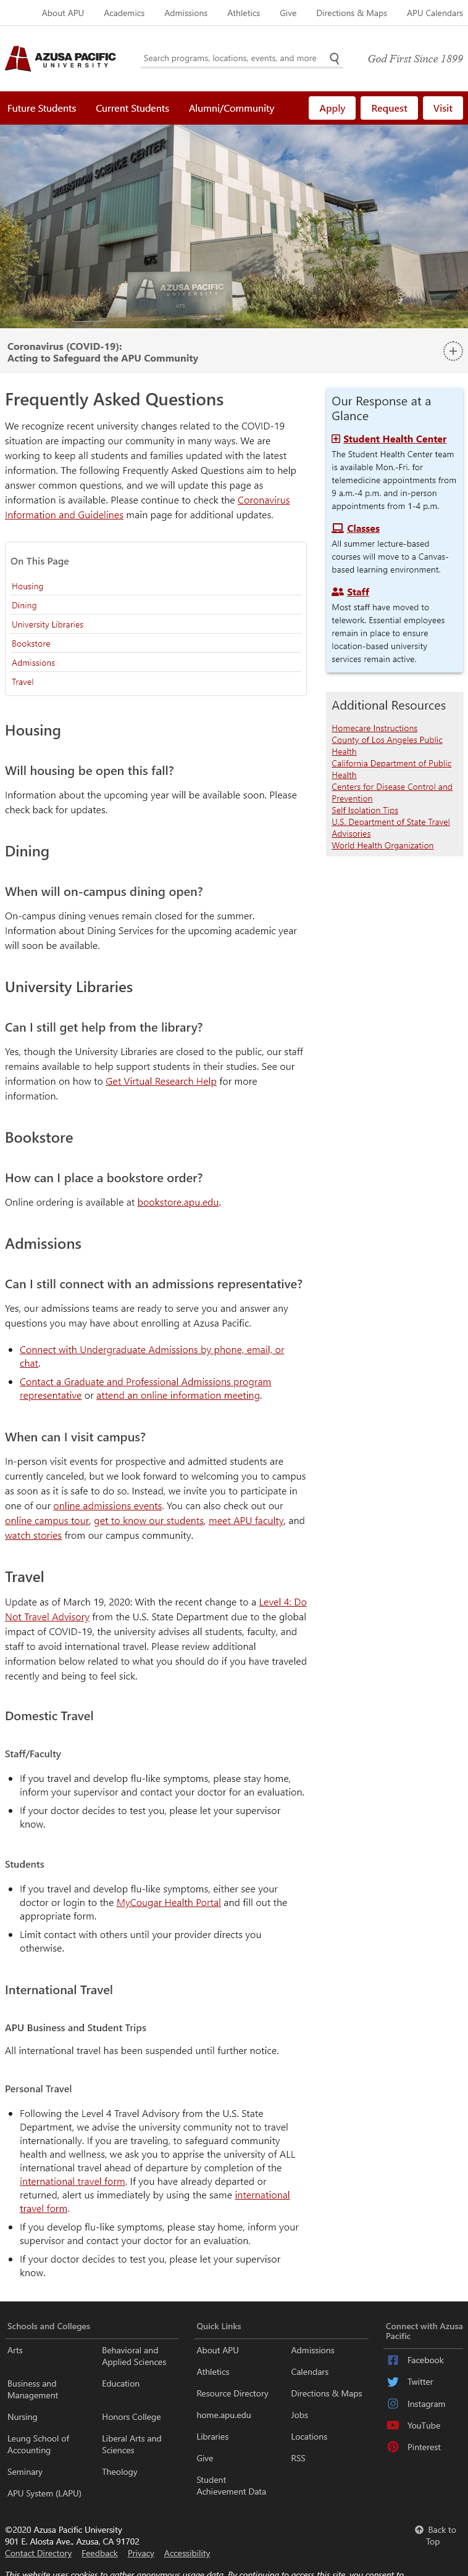 About APU Academics Admissions Athletics Give Directions & Maps APU Calendars
AZUSA PACIFIC
UNIVERSITY
Search programs, locations, events, and more
God First Since 1899
Future Students Current Students Alumni/Community Apply Request Visit
SEGERSTROM SCIENCE CENTER
675
AZUSA PACIFIC
UNIVERSITY
975
Coronavirus (COVID-19):
Acting to Safeguard the APU Community
Frequently Asked Questions
We recognize recent university changes related to the COVID-19
situation are impacting our community in many ways. We are
working to keep all students and families updated with the latest
information. The following Frequently Asked Questions aim to help
answer common questions, and we will update this page as
information is available. Please continue to check the Coronavirus
Information and Guidelines main page for additional updates.
On This Page
Housing
Dining
University Libraries
Bookstore
Admissions
Travel
Housing
Will housing be open this fall?
Information about the upcoming year will be available soon. Please
check back for updates.
Dining
When will on-campus dining open?
On-campus dining venues remain closed for the summer.
Information about Dining Services for the upcoming academic year
will soon be available.
University Libraries
Can I still get help from the library?
Yes, though the University Libraries are closed to the public, our staff
remains available to help support students in their studies. See our
information on how to Get Virtual Research Help for more
information.
Bookstore
How can I place a bookstore order?
Online ordering is available at bookstore.apu.edu.
Admissions
Can I still connect with an admissions representative?
Yes, our admissions teams are ready to serve you and answer any
questions you may have about enrolling at Azusa Pacific.
Connect with Undergraduate Admissions by phone, email, or
chat.
Contact a Graduate and Professional Admissions program
representative or attend an online information meeting.
When can I visit campus?
In-person visit events for prospective and admitted students are
currently canceled, but we look forward to welcoming you to campus
as soon as it is safe to do so. Instead, we invite you to participate in
one of our online admissions events. You can also check out our
online campus tour, get to know our students, meet APU faculty, and
watch stories from our campus community.
Travel
Update as of March 19, 2020: With the recent change to a Level 4: Do
Not Travel Advisory from the U.S. State Department due to the global
impact of COVID-19, the university advises all students, faculty, and
staff to avoid international travel. Please review additional
information below related to what you should do if you have traveled
recently and being to feel sick.
Domestic Travel
Staff/Faculty
If you travel and develop flu-like symptoms, please stay home,
inform your supervisor and contact your doctor for an evaluation.
If your doctor decides to test you, please let your supervisor
know.
Students
If you travel and develop flu-like symptoms, either see your
doctor or login to the MyCougar Health Portal and fill out the
appropriate form.
Limit contact with others until your provider directs you
otherwise.
International Travel
APU Business and Student Trips
All international travel has been suspended until further notice.
Personal Travel
Following the Level 4 Travel Advisory from the U.S. State
Department, we advise the university community not to travel
internationally. If you are traveling, to safeguard community
health and wellness, we ask you to apprise the university of ALL
international travel ahead of departure by completion of the
international travel form. If you have already departed or
returned, alert us immediately by using the same international
travel form.
If you develop flu-like symptoms, please stay home, inform your
supervisor and contact your doctor for an evaluation.
If your doctor decides to test you, please let your supervisor
know.
Our Response at a
Glance
Student Health Center
The Student Health Center team
is available Mon.-Fri. for
telemedicine appointments from
9 a.m.-4 p.m. and in-person
appointments from 1-4 p.m.
Classes
All summer lecture-based
courses will move to a Canvas-
based learning environment.
Staff
Most staff have moved to
telework. Essential employees
remain in place to ensure
location-based university
services remain active.
Additional Resources
Homecare Instructions
County of Los Angeles Public
Health
California Department of Public
Health
Centers for Disease Control and
Prevention
Self Isolation Tips
U.S. Department of State Travel
Advisories
World Health Organization
Schools and Colleges
Arts
Behavioral and
Applied Sciences
Business and
Management
Education
Nursing
Honors College
Leung School of
Accounting
Liberal Arts and
Sciences
Seminary
Theology
APU System (LAPU)
Quick Links
About APU
Admissions
Athletics
Calendars
Resource Directory
Directions & Maps
home.apu.edu
Jobs
Libraries
Locations
Give
RSS
Student
Achievement Data
Connect with Azusa
Pacific
Facebook
Twitter
Instagram
YouTube
Pinterest
©2020 Azusa Pacific University
901 E. Alosta Ave., Azusa, CA 91702
Contact Directory Feedback Privacy Accessibility
Back to
Top
This website uses cookies to gather anonymous usage data. By continuing to access this site, you consent to